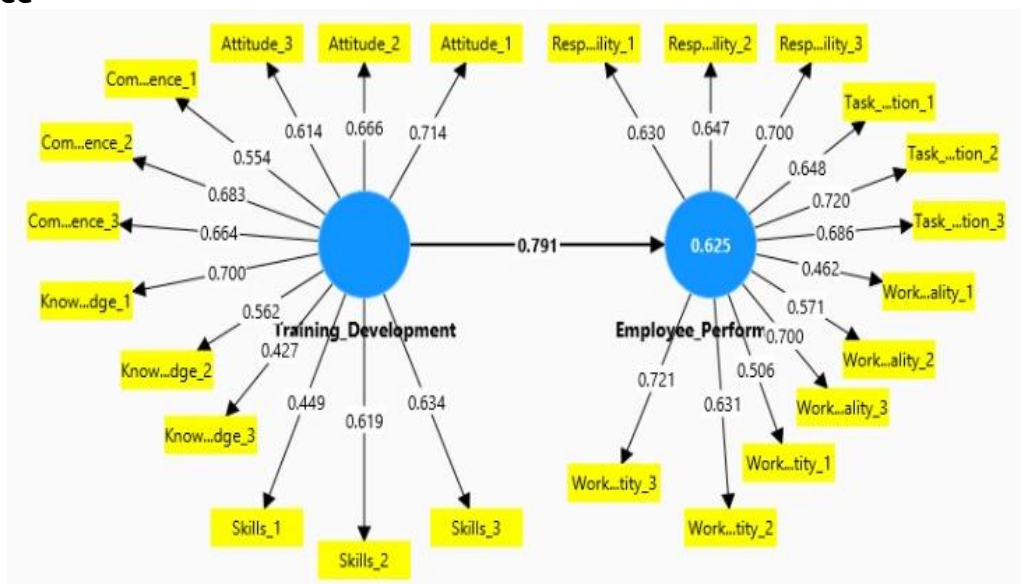 Attitude_3
Attitude_2
Attitude_1
Com...ence_1
Com...ence_2
Com...ence_3
Know...dge_1
Know...dge_2
Know...dge_3
Skills_1
Skills_2
Skills_3
0.614
0.666
0.714
0.554
0.683
0.664
0.700
0.562
0.427
0.449
0.619
0.634
Training_Development
0.791
Resp...ility_1
Resp...ility_2
Resp...ility_3
Task_...tion_1
Task_...tion_2
Task_...tion_3
Work...ality_1
Work...ality_2
Work...ality_3
Work...tity_1
Work...tity_2
Work...tity_3
0.630
0.647
0.700
0.648
0.720
0.686
0.462
0.571
0.700
0.506
0.631
0.721
0.625
Employee_Perform